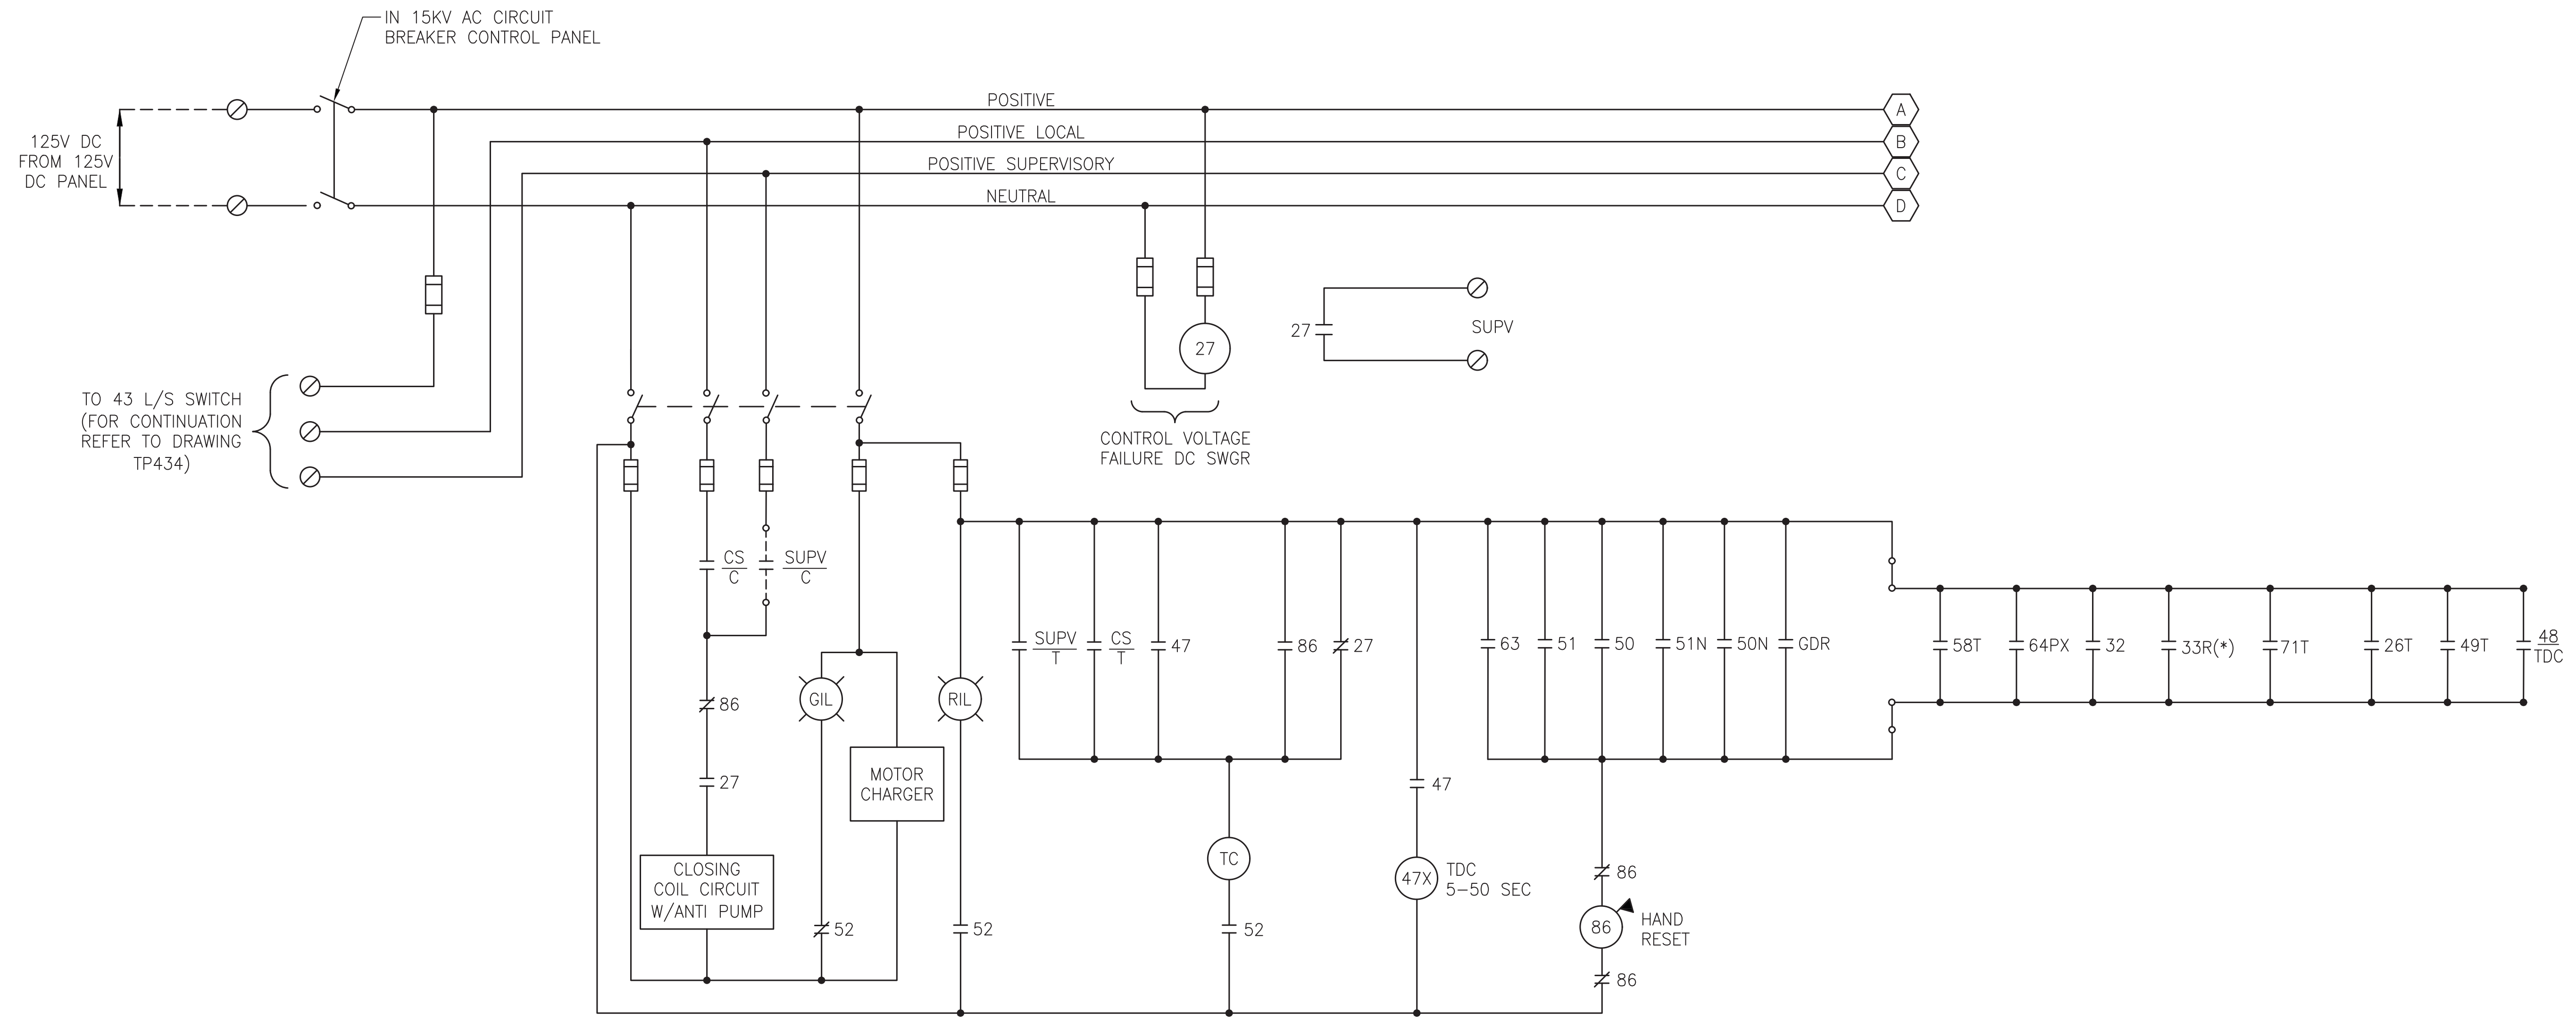 IN 15KV AC CIRCUIT
BREAKER CONTROL PANEL
POSITIVE
A
POSITIVE LOCAL
B
POSITIVE SUPERVISORY
C
NEUTRAL
D
125V DC
FROM 125V
DC PANEL
27
27
SUPV
TO 43 L/S SWITCH
(FOR CONTINUATION
REFER TO DRAWING
TP434)
CONTROL VOLTAGE
FAILURE DC SWGR
CS
C
SUPV
C
SUPV
T
CS
T
47
86
27
63
51
50
51N
50N
GDR
58T
64PX
32
33R(*)
71T
26T
49T
48
TDC
86
GIL
RIL
27
MOTOR
CHARGER
47
CLOSING
COIL CIRCUIT
W/ANTI PUMP
TC
47X
TDC
5-50 SEC
86
86
HAND
RESET
52
52
52
86